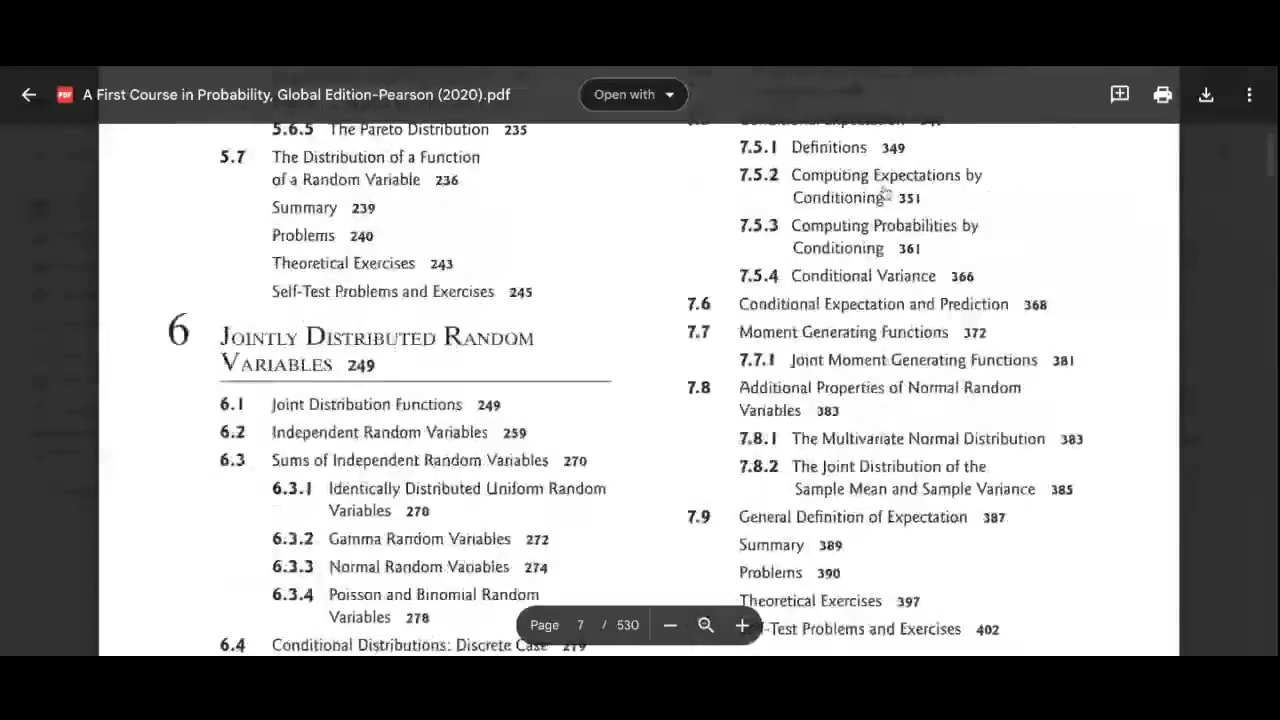 A First Course in Probability, Global Edition-Pearson (2020).pdf
Open with
5.6.5 The Pareto Distribution 235
5.7 The Distribution of a Function
of a Random Variable 236
Summary 239
Problems 240
Theoretical Exercises 243
Self-Test Problems and Exercises 245
6 JOINTLY DISTRIBUTED RANDOM
VARIABLES 249
6.1 Joint Distribution Functions 249
6.2 Independent Random Variables 259
6.3 Sums of Independent Random Variables 270
6.3.1 Identically Distributed Uniform Random
Variables 270
6.3.2 Gamma Random Variables 272
6.3.3 Normal Random Variables 274
6.3.4 Poisson and Binomial Random
Variables 278
6.4 Conditional Distributions: Discrete Case 279
7.5.1 Definitions 349
7.5.2 Computing Expectations by
Conditioning 351
7.5.3 Computing Probabilities by
Conditioning 361
7.5.4 Conditional Variance 366
7.6 Conditional Expectation and Prediction 368
7.7 Moment Generating Functions 372
7.7.1 Joint Moment Generating Functions 381
7.8 Additional Properties of Normal Random
Variables 383
7.8.1 The Multivariate Normal Distribution 383
7.8.2 The Joint Distribution of the
Sample Mean and Sample Variance 385
7.9 General Definition of Expectation 387
Summary 389
Problems 390
Theoretical Exercises 397
-Test Problems and Exercises 402
Page 7 / 530